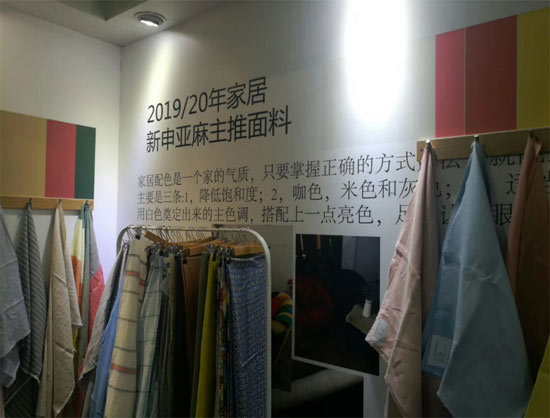 2019/20年家居
新申亚麻主推面料
家居配色是一个家的气质，只要掌握正确的方式
主要是三条:1，降低饱和度；2，咖色，米色和灰色；
用白色奠定出来的主色调，搭配上一点亮色，足